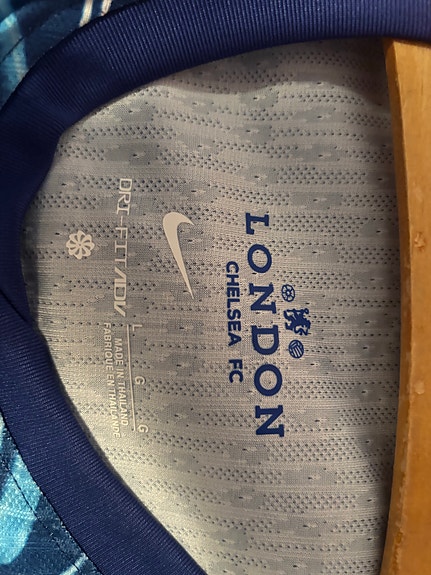 LONDON
CHELSEA FC
DRI-FIT ADV
L G G
MADE IN THAILAND
FABRIQUÉ EN THAÏLANDE